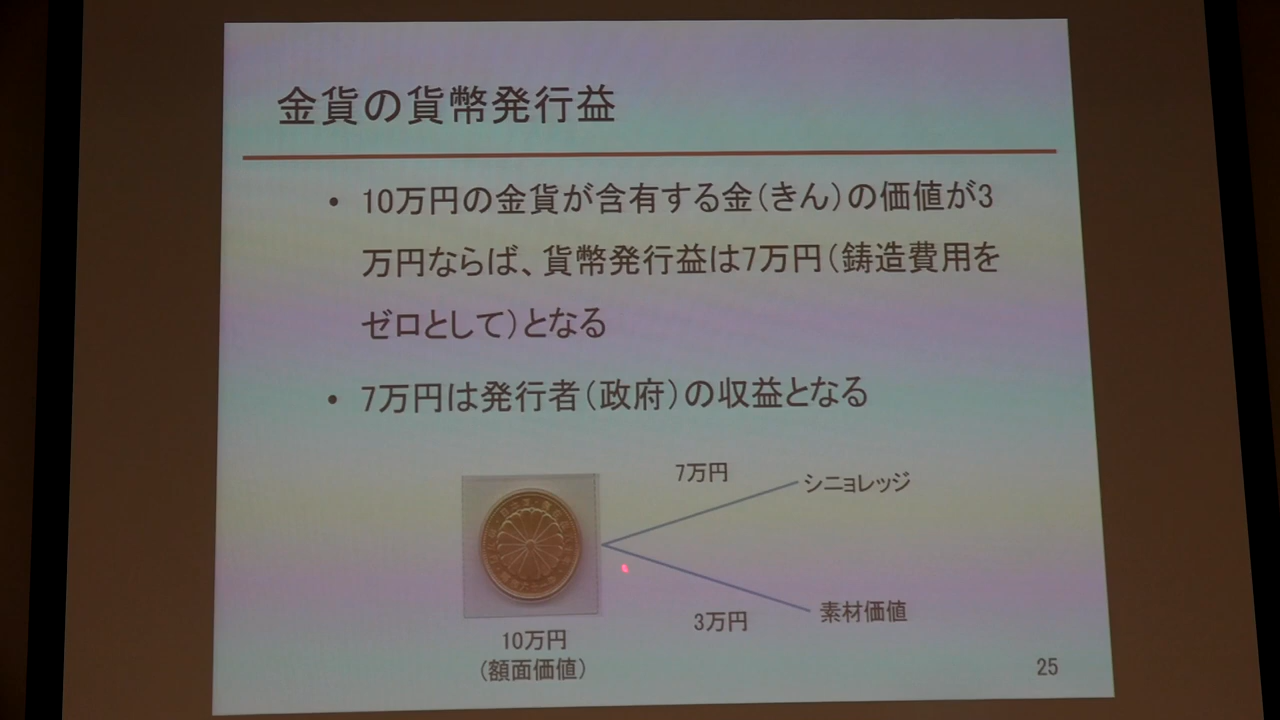 金貨の貨幣発行益
• 10万円の金貨が含有する金(きん)の価値が3
万円ならば、貨幣発行益は7万円(鋳造費用を
ゼロとして)となる
• 7万円は発行者(政府)の収益となる
7万円
シニョレッジ
3万円
素材価値
10万円
(額面価値)
25